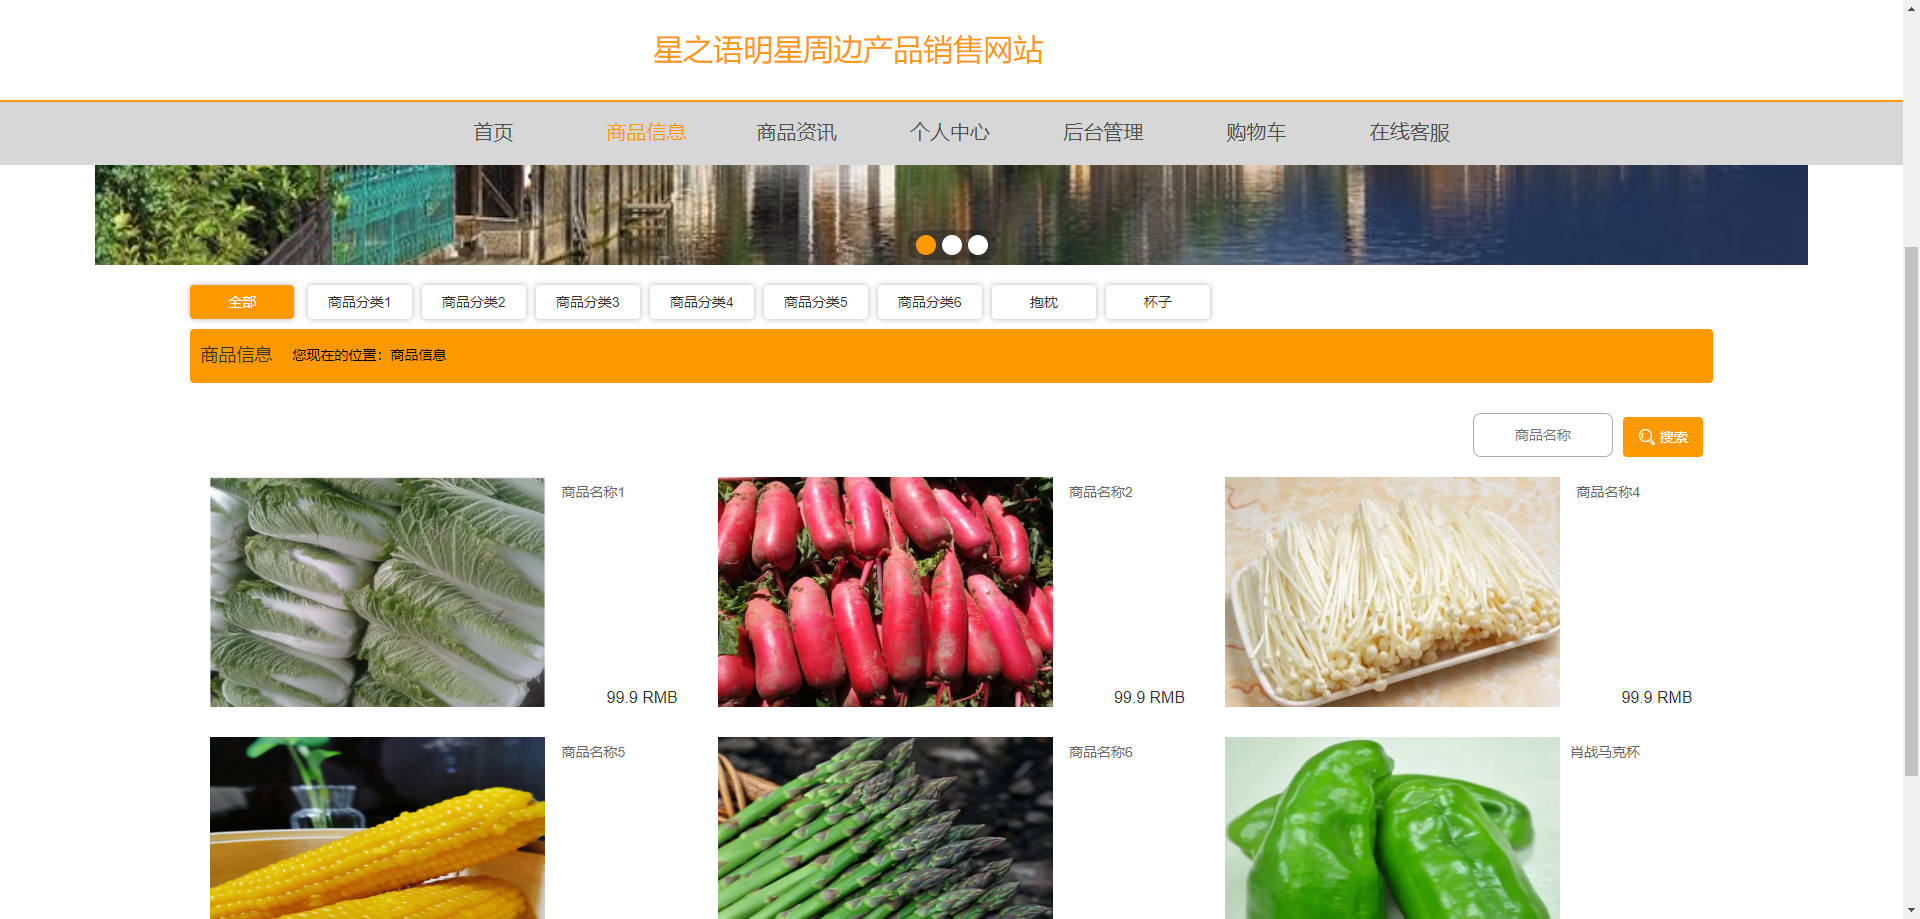 星之语明星周边产品销售网站
首页 商品信息 商品资讯 个人中心 后台管理 购物车 在线客服
全部 商品分类1 商品分类2 商品分类3 商品分类4 商品分类5 商品分类6 抱枕 杯子
商品信息 您现在的位置：商品信息
商品名称 搜索
商品名称1 商品名称2 商品名称4
99.9 RMB 99.9 RMB 99.9 RMB
商品名称5 商品名称6 肖战马克杯